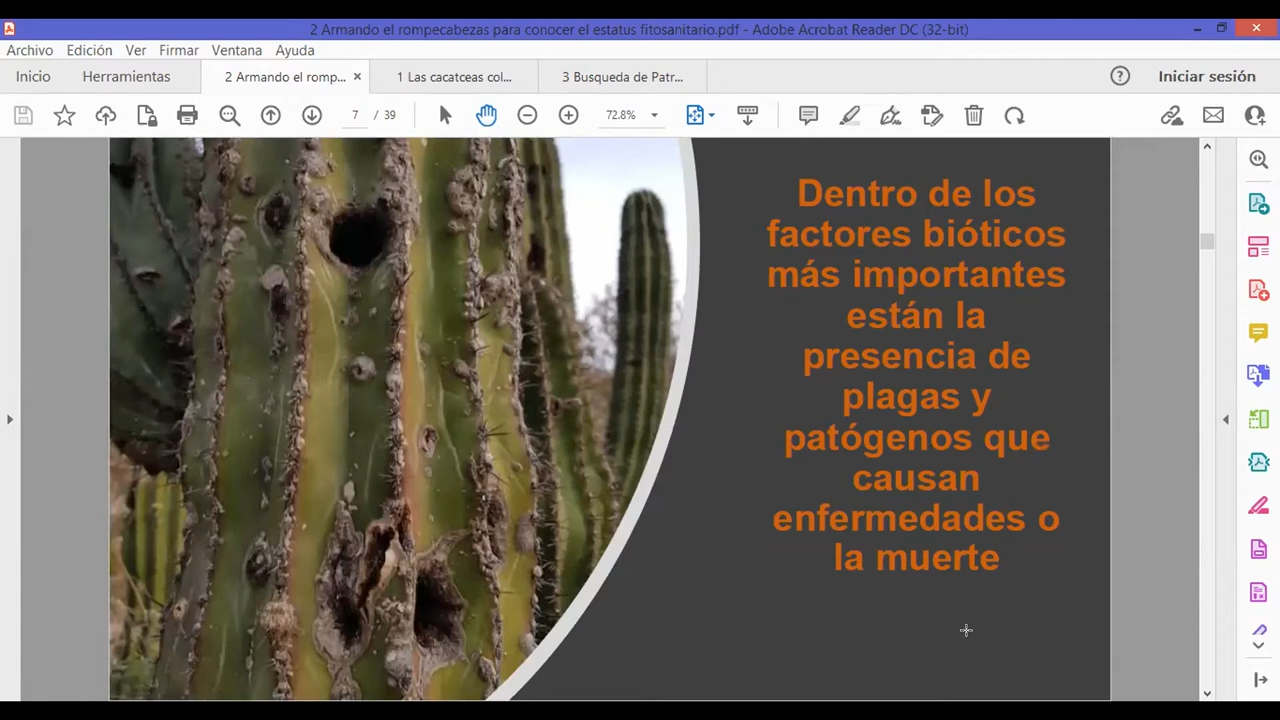 2 Armando el rompecabezas para conocer el estatus fitosanitario.pdf - Adobe Acrobat Reader DC (32-bit)
Archivo Edición Ver Firmar Ventana Ayuda
Inicio Herramientas 2 Armando el romp... × 1 Las cacatceas col... 3 Busqueda de Patr... Iniciar sesión
7 / 39 72.8%
Dentro de los
factores bióticos
más importantes
están la
presencia de
plagas y
patógenos que
causan
enfermedades o
la muerte